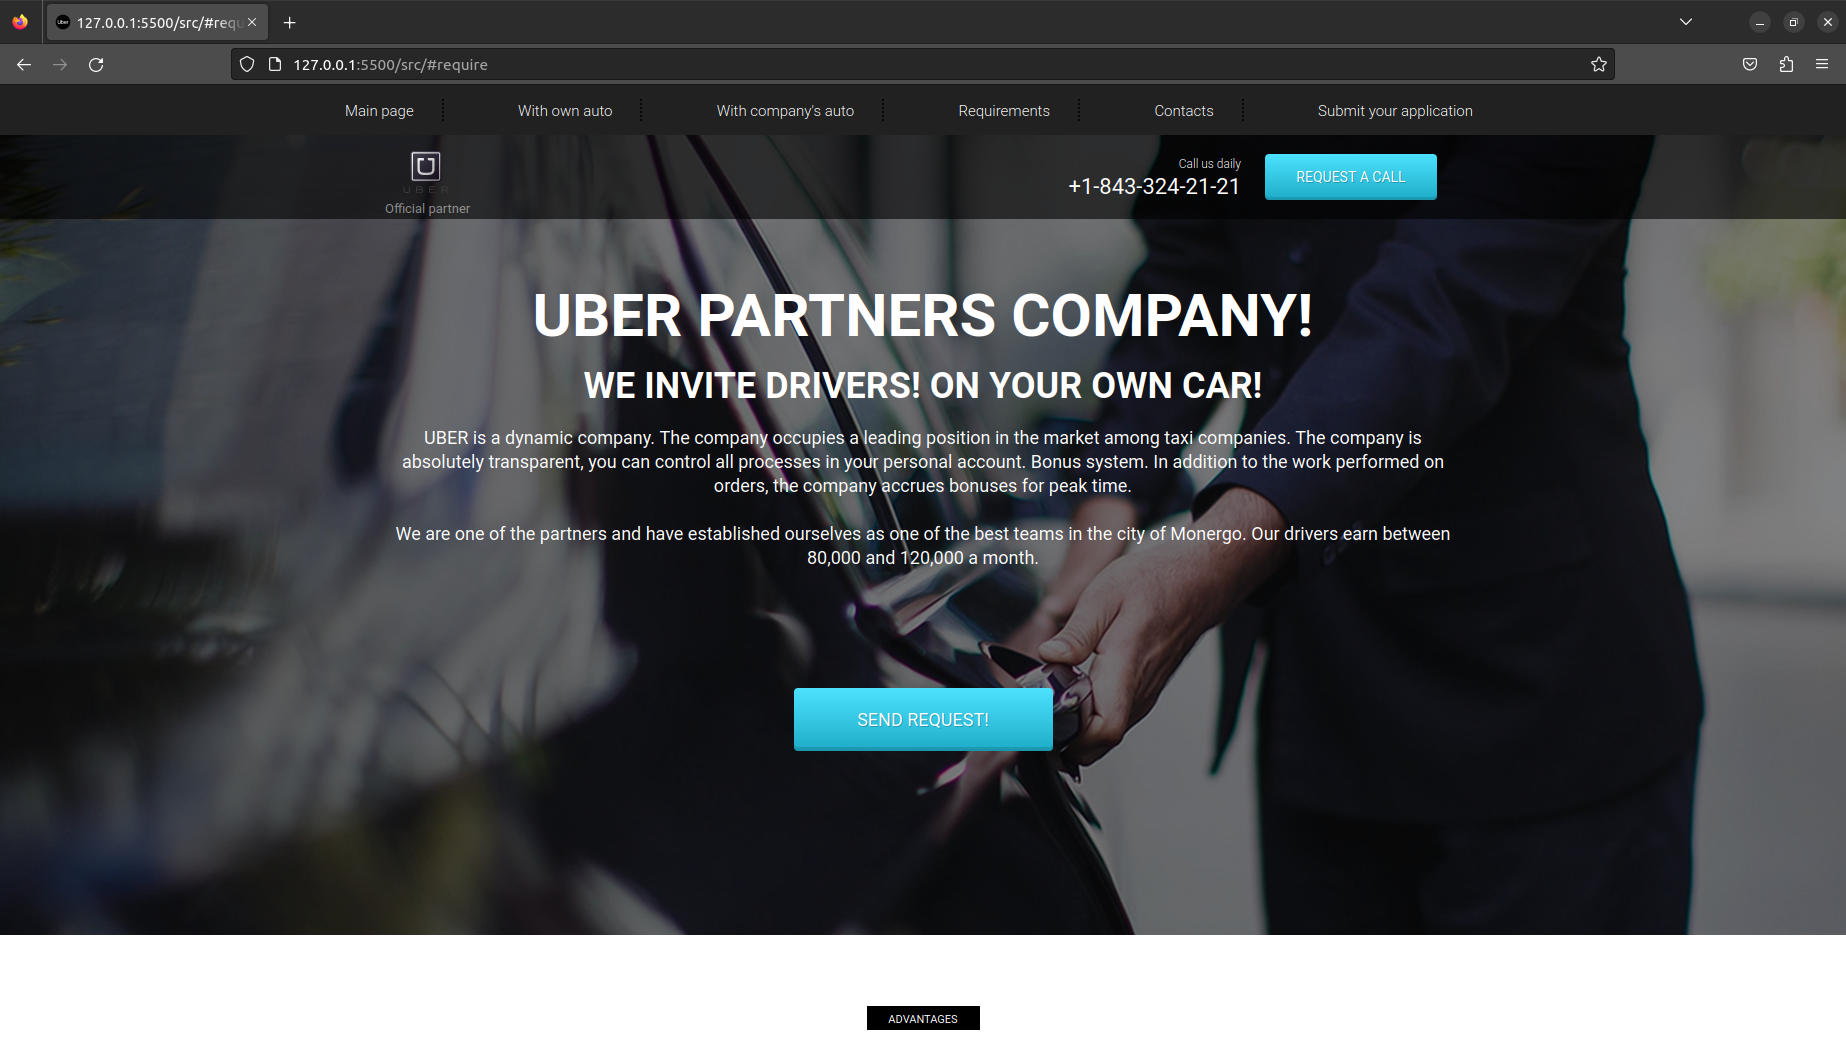 127.0.0.1:5500/src/#requ
127.0.0.1:5500/src/#require
Main page
With own auto
With company's auto
Requirements
Contacts
Submit your application
UBER
Official partner
Call us daily
+1-843-324-21-21
REQUEST A CALL
UBER PARTNERS COMPANY!
WE INVITE DRIVERS! ON YOUR OWN CAR!
UBER is a dynamic company. The company occupies a leading position in the market among taxi companies. The company is
absolutely transparent, you can control all processes in your personal account. Bonus system. In addition to the work performed on
orders, the company accrues bonuses for peak time.
We are one of the partners and have established ourselves as one of the best teams in the city of Monergo. Our drivers earn between
80,000 and 120,000 a month.
SEND REQUEST!
ADVANTAGES